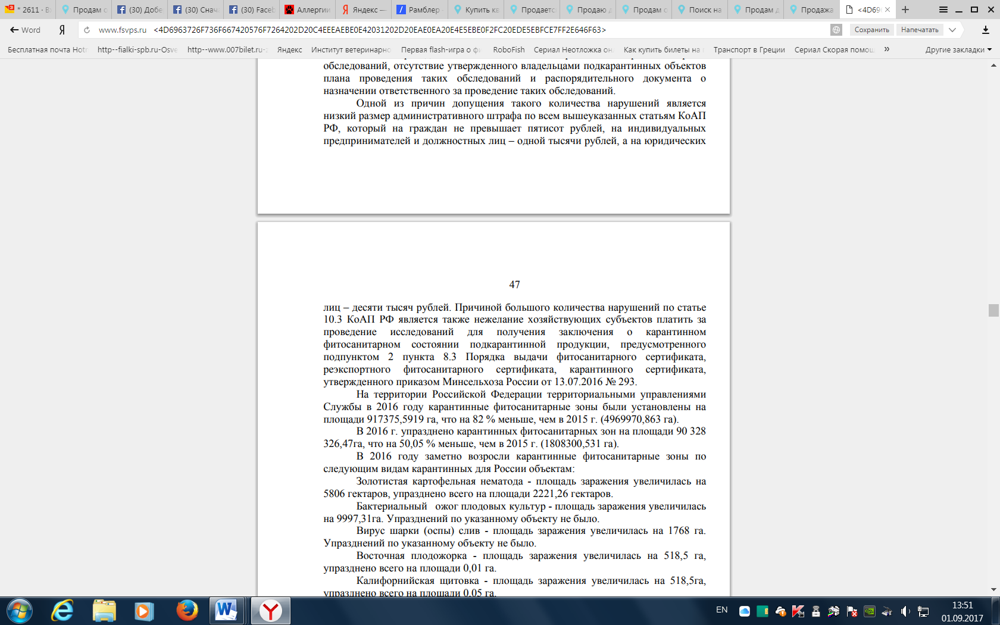 * 2611 · В
Продам с
(30) Добе
(30) Снач
(30) Faceb
Аллергии
Яндекс —
Рамблер
Купить кв
Продаетс
Продаю д
Продам о
Поиск на
Продам д
Продажа
<4D69
Word
www.fsvps.ru <4D6963726F736F667420576F7264202D20C4EEEAEBE0E42031202D20EAE0EA20E4E5EBE0F2FC20EDE5EBFCE7FF2E646F63>
Сохранить
Напечатать
Бесплатная почта Hotr
http--fialki-spb.ru-Osve
http--www.007bilet.ru-
Яндекс
Институт ветеринарно
Первая flash-игра о ф
RoboFish
Сериал Неотложка он
Как купить билеты на
Транспорт в Греции
Сериал Скорая помощ
»
Другие закладки
обследований, отсутствие утвержденного владельцами подкарантинных объектов
плана проведения таких обследований и распорядительного документа о
назначении ответственного за проведение таких обследований.
Одной из причин допущения такого количества нарушений является
низкий размер административного штрафа по всем вышеуказанных статьям КоАП
РФ, который на граждан не превышает пятисот рублей, на индивидуальных
предпринимателей и должностных лиц – одной тысячи рублей, а на юридических
47
лиц – десяти тысяч рублей. Причиной большого количества нарушений по статье
10.3 КоАП РФ является также нежелание хозяйствующих субъектов платить за
проведение исследований для получения заключения о карантинном
фитосанитарном состоянии подкарантинной продукции, предусмотренного
подпунктом 2 пункта 8.3 Порядка выдачи фитосанитарного сертификата,
реэкспортного фитосанитарного сертификата, карантинного сертификата,
утвержденного приказом Минсельхоза России от 13.07.2016 № 293.
На территории Российской Федерации территориальными управлениями
Службы в 2016 году карантинные фитосанитарные зоны были установлены на
площади 917375,5919 га, что на 82 % меньше, чем в 2015 г. (4969970,863 га).
В 2016 г. упразднено карантинных фитосанитарных зон на площади 90 328
326,47га, что на 50,05 % меньше, чем в 2015 г. (1808300,531 га).
В 2016 году заметно возросли карантинные фитосанитарные зоны по
следующим видам карантинных для России объектам:
Золотистая картофельная нематода - площадь заражения увеличилась на
5806 гектаров, упразднено всего на площади 2221,26 гектаров.
Бактериальный ожог плодовых культур - площадь заражения увеличилась
на 9997,31га. Упразднений по указанному объекту не было.
Вирус шарки (оспы) слив - площадь заражения увеличилась на 1768 га.
Упразднений по указанному объекту не было.
Восточная плодожорка - площадь заражения увеличилась на 518,5 га,
упразднено всего на площади 0,01 га.
Калифорнийская щитовка - площадь заражения увеличилась на 518,5га,
упразднено всего на площади 0,05 га.
EN
13:51
01.09.2017